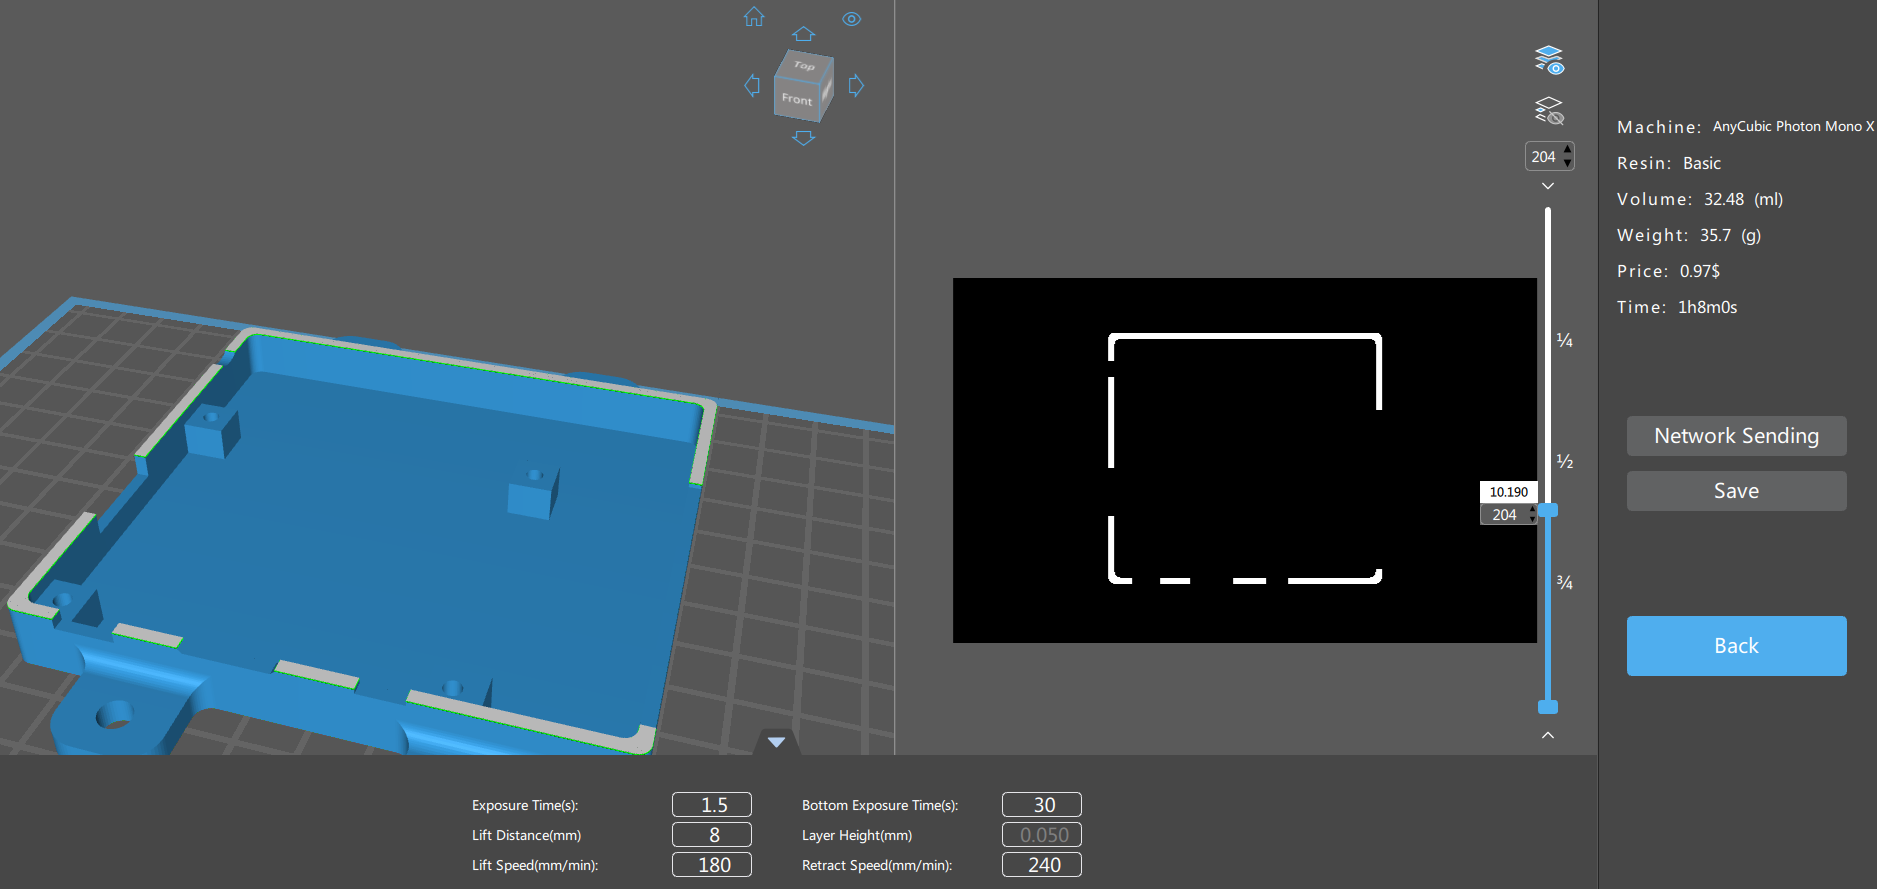 Top
Front
204
Machine: AnyCubic Photon Mono X
Resin: Basic
Volume: 32.48 (ml)
Weight: 35.7 (g)
Price: 0.97$
Time: 1h8m0s
¼
½
Network Sending
10.190
Save
204
¾
Back
Exposure Time(s): 1.5 Bottom Exposure Time(s): 30
Lift Distance(mm) 8 Layer Height(mm) 0.050
Lift Speed(mm/min): 180 Retract Speed(mm/min): 240